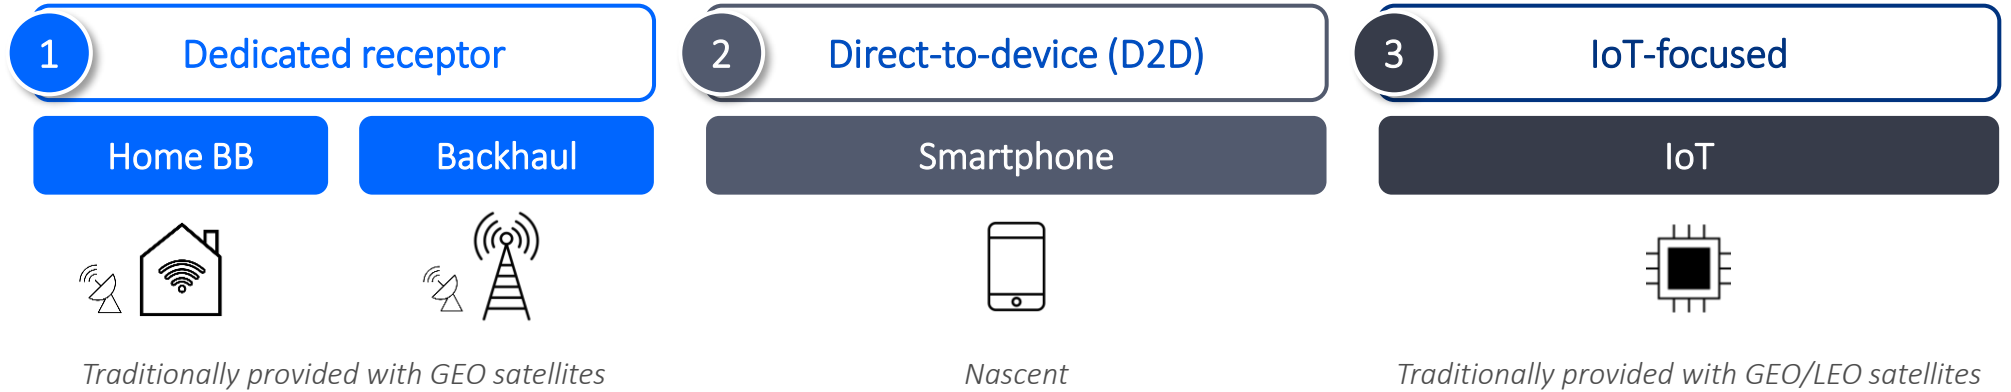 1
Dedicated receptor
2
Direct-to-device (D2D)
3
IoT-focused
Home BB
Backhaul
Smartphone
IoT
Traditionally provided with GEO satellites
Nascent
Traditionally provided with GEO/LEO satellites